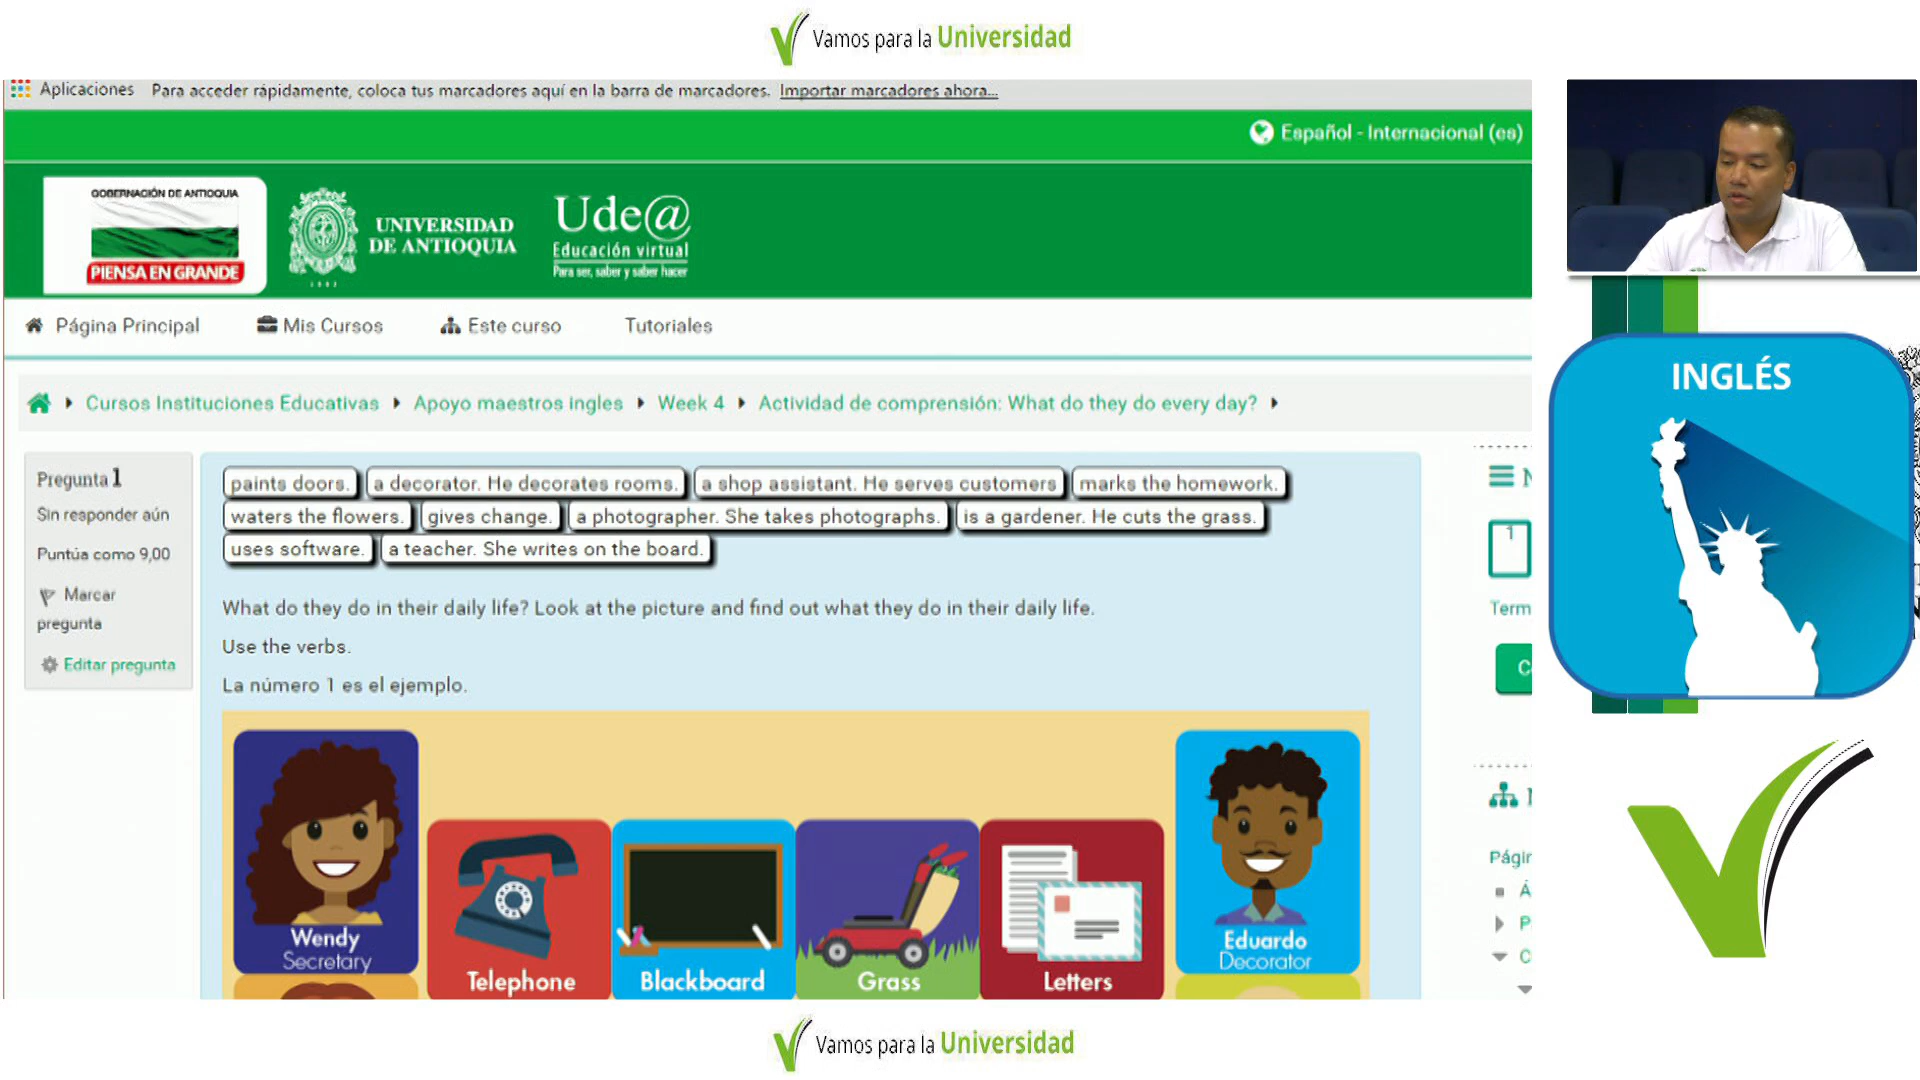 Vamos para la Universidad
Aplicaciones Para acceder rápidamente, coloca tus marcadores aquí en la barra de marcadores. Importar marcadores ahora...
Español - Internacional (es)
GOBERNACIÓN DE ANTIOQUIA
PIENSA EN GRANDE
UNIVERSIDAD
DE ANTIOQUIA
Ude@
Educación virtual
Para ser, saber y saber hacer
Página Principal Mis Cursos Este curso Tutoriales
INGLÉS
Cursos Instituciones Educativas Apoyo maestros ingles Week 4 Actividad de comprensión: What do they do every day?
Pregunta 1
Sin responder aún
Puntúa como 9,00
Marcar
pregunta
Editar pregunta
paints doors. a decorator. He decorates rooms. a shop assistant. He serves customers marks the homework.
waters the flowers. gives change. a photographer. She takes photographs. is a gardener. He cuts the grass.
uses software. a teacher. She writes on the board.
What do they do in their daily life? Look at the picture and find out what they do in their daily life.
Use the verbs.
La número 1 es el ejemplo.
1
Term
Wendy
Secretary
Telephone
Blackboard
Grass
Letters
Eduardo
Decorator
Págin
Vamos para la Universidad